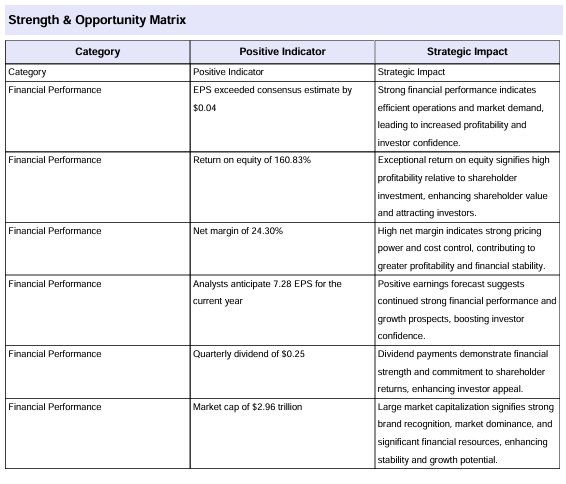 Strength & Opportunity Matrix
Category Positive Indicator Strategic Impact
Category Positive Indicator Strategic Impact
Financial Performance EPS exceeded consensus estimate by Strong financial performance indicates
$0.04 efficient operations and market demand,
leading to increased profitability and
investor confidence.
Financial Performance Return on equity of 160.83% Exceptional return on equity signifies high
profitability relative to shareholder
investment, enhancing shareholder value
and attracting investors.
Financial Performance Net margin of 24.30% High net margin indicates strong pricing
power and cost control, contributing to
greater profitability and financial stability.
Financial Performance Analysts anticipate 7.28 EPS for the Positive earnings forecast suggests
current year continued strong financial performance and
growth prospects, boosting investor
confidence.
Financial Performance Quarterly dividend of $0.25 Dividend payments demonstrate financial
strength and commitment to shareholder
returns, enhancing investor appeal.
Financial Performance Market cap of $2.96 trillion Large market capitalization signifies strong
brand recognition, market dominance, and
significant financial resources, enhancing
stability and growth potential.